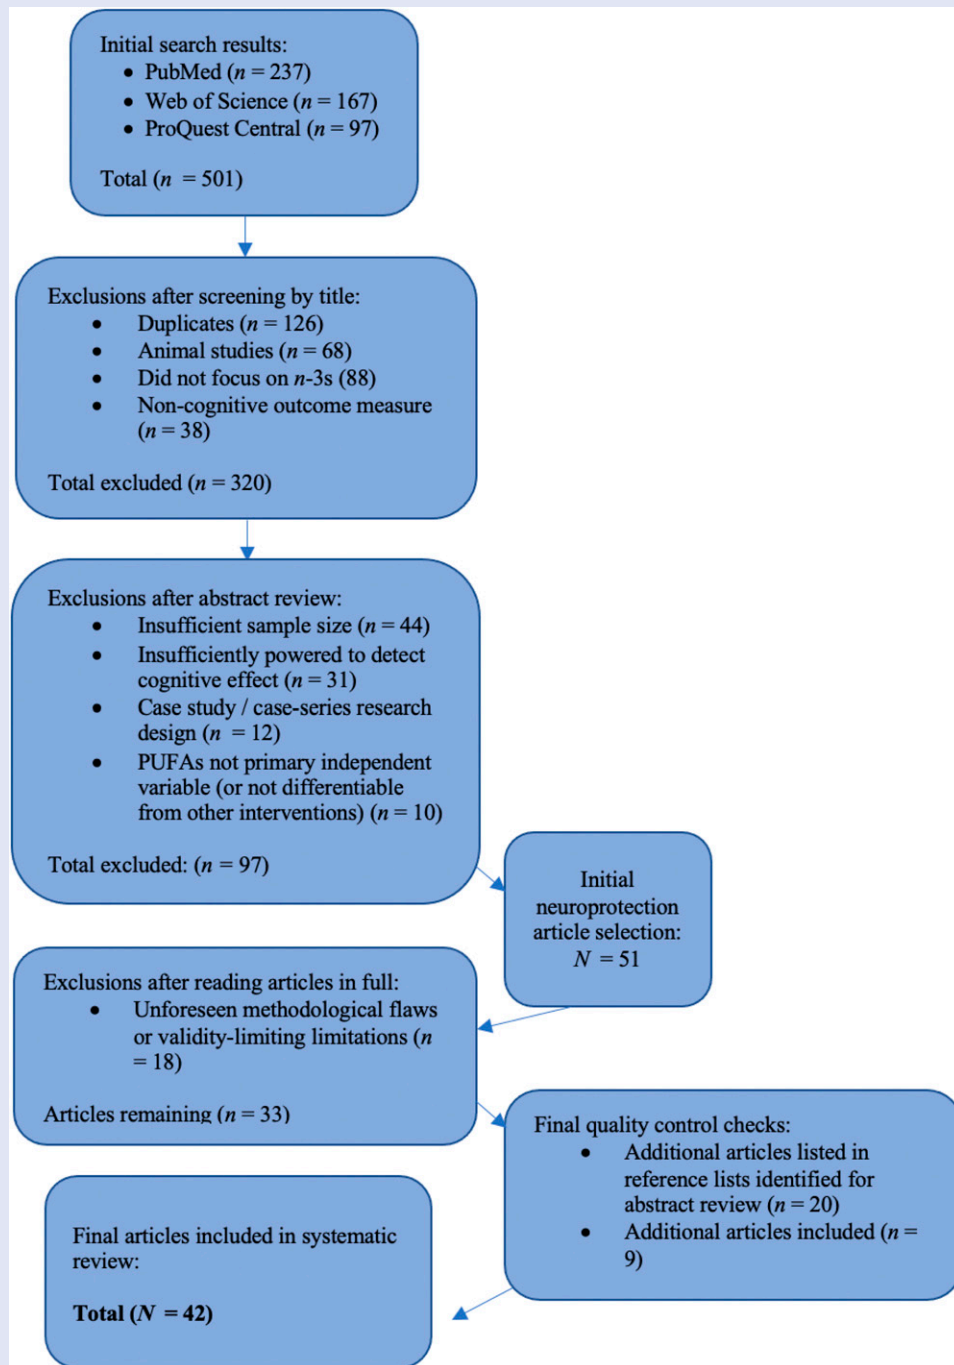 Initial search results:
• PubMed (n = 237)
• Web of Science (n = 167)
• ProQuest Central (n = 97)
Total (n = 501)
Exclusions after screening by title:
• Duplicates (n = 126)
• Animal studies (n = 68)
• Did not focus on n-3s (88)
• Non-cognitive outcome measure
(n = 38)
Total excluded (n = 320)
Exclusions after abstract review:
• Insufficient sample size (n = 44)
• Insufficiently powered to detect
cognitive effect (n = 31)
• Case study / case-series research
design (n = 12)
• PUFAs not primary independent
variable (or not differentiable
from other interventions) (n = 10)
Total excluded: (n = 97)
Initial
neuroprotection
article selection:
N = 51
Exclusions after reading articles in full:
• Unforeseen methodological flaws
or validity-limiting limitations (n
= 18)
Articles remaining (n = 33)
Final quality control checks:
• Additional articles listed in
reference lists identified for
abstract review (n = 20)
• Additional articles included (n =
9)
Final articles included in systematic
review:
Total (N = 42)